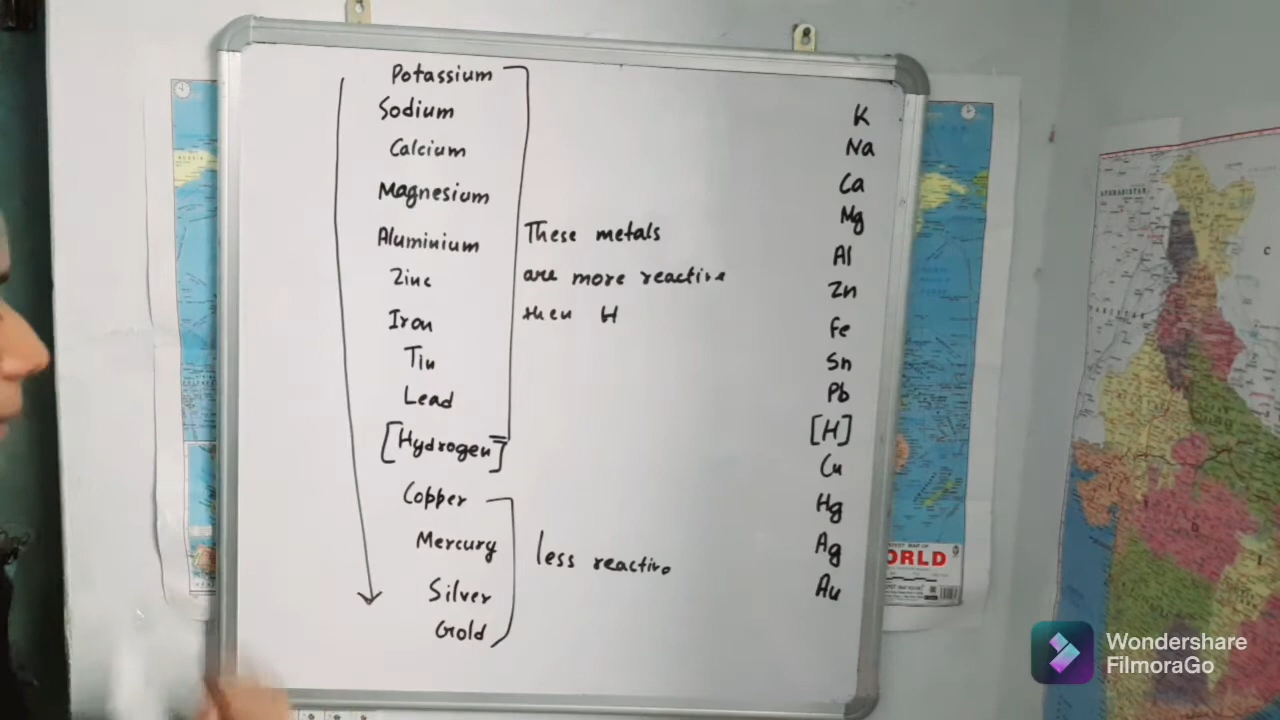 Potassium
Sodium
Calcium
Magnesium
Aluminium
Zinc
Iron
Tin
Lead
[Hydrogen]
Copper
Mercury
Silver
Gold
These metals
are more reactive
then H
less reactive
K
Na
Ca
Mg
Al
Zn
Fe
Sn
Pb
[H]
Cu
Hg
Ag
Au
ORLD
Wondershare
FilmoraGo